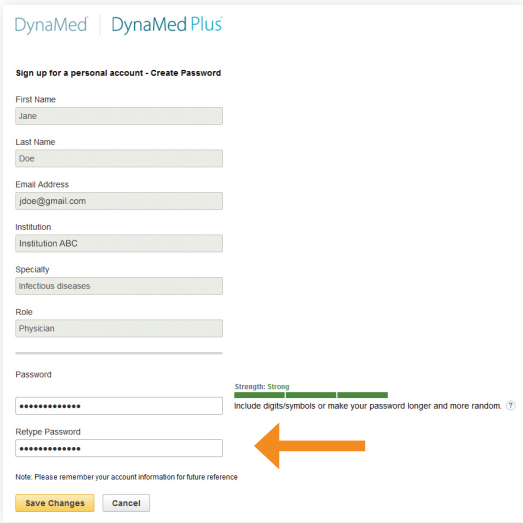 DynaMed DynaMed Plus
Sign up for a personal account - Create Password
First Name
Jane
Last Name
Doe
Email Address
jdoe@gmail.com
Institution
Institution ABC
Specialty
Infectious diseases
Role
Physician
Password
Strength: Strong
••••••••••••• Include digits/symbols or make your password longer and more random. ?
Retype Password
•••••••••••••
Note: Please remember your account information for future reference
Save Changes Cancel